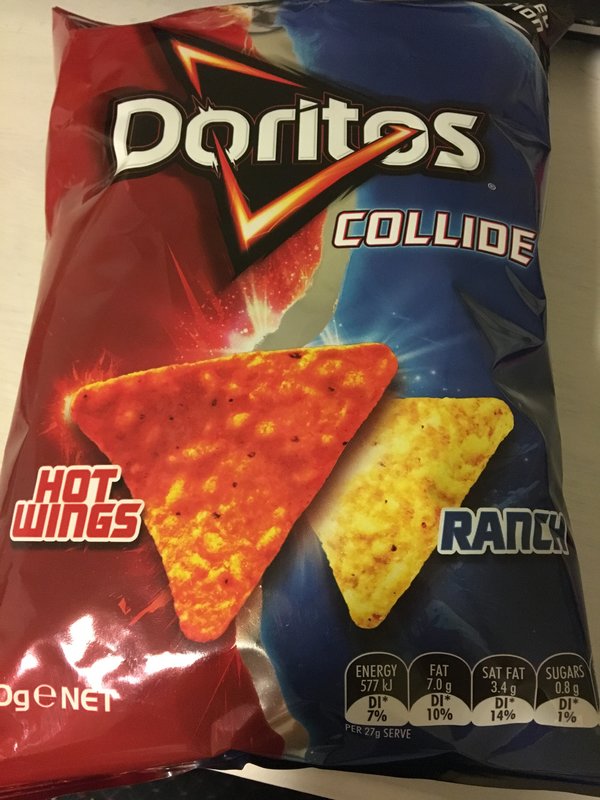 Doritos
®
COLLIDE
HOT
WINGS
RANCH
0g e NET
ENERGY
577 kJ
DI*
7%
FAT
7.0 g
DI*
10%
SAT FAT
3.4 g
DI*
14%
SUGARS
0.8 g
DI*
1%
PER 27g SERVE